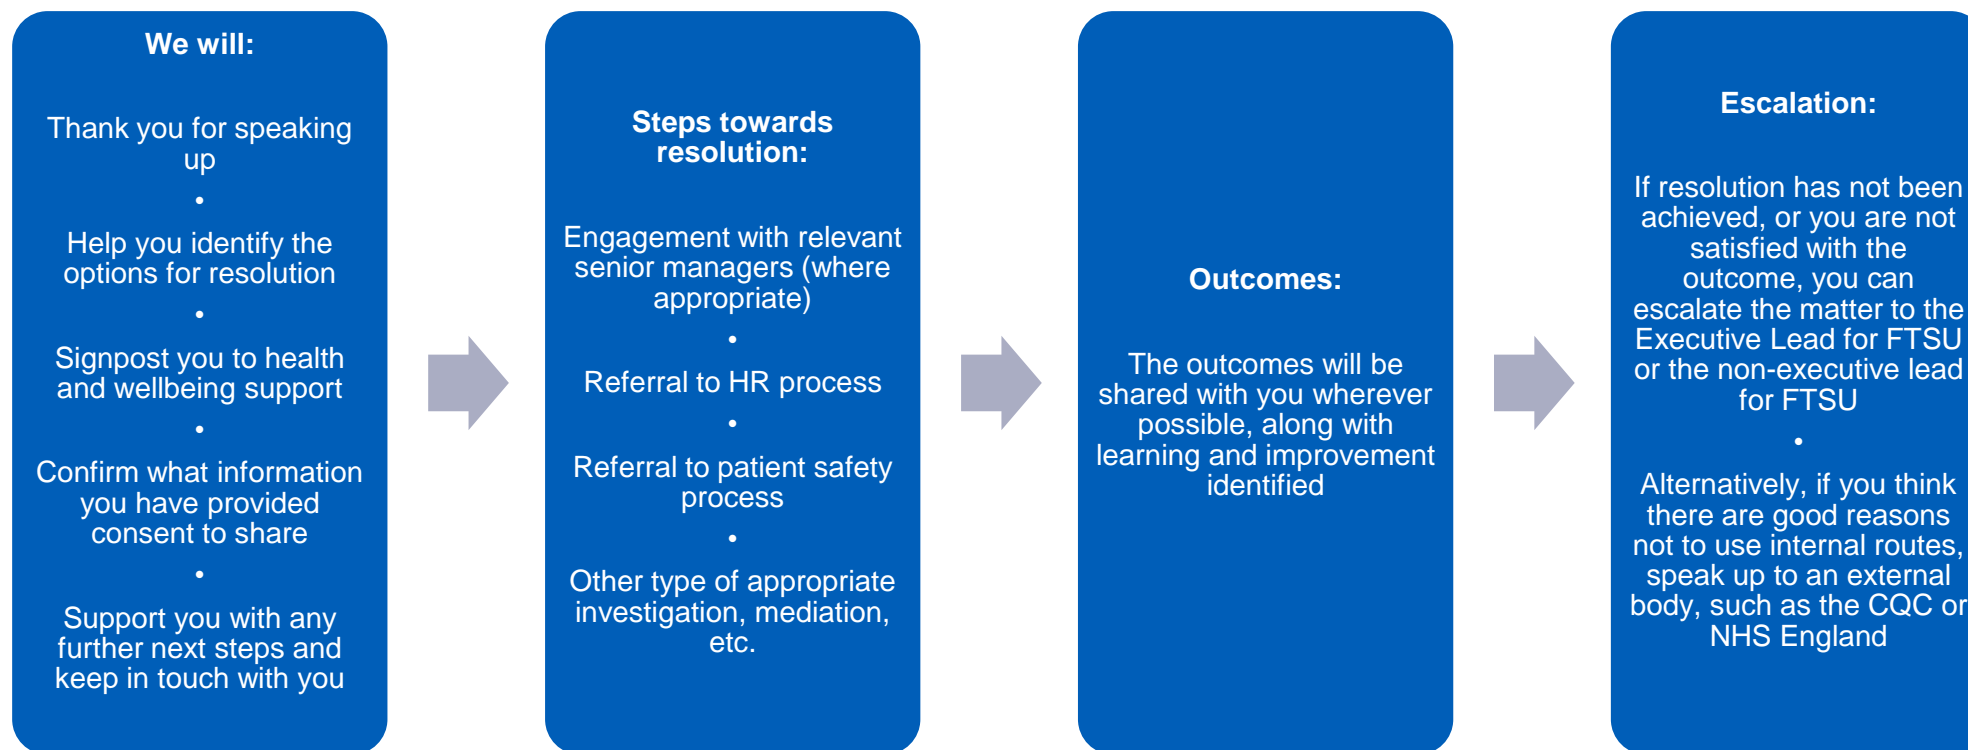 We will:
Thank you for speaking
up
•
Help you identify the
options for resolution
•
Signpost you to health
and wellbeing support
•
Confirm what information
you have provided
consent to share
•
Support you with any
further next steps and
keep in touch with you
Steps towards
resolution:
Engagement with relevant
senior managers (where
appropriate)
•
Referral to HR process
•
Referral to patient safety
process
•
Other type of appropriate
investigation, mediation,
etc.
Outcomes:
The outcomes will be
shared with you wherever
possible, along with
learning and improvement
identified
Escalation:
If resolution has not been
achieved, or you are not
satisfied with the
outcome, you can
escalate the matter to the
Executive Lead for FTSU
or the non-executive lead
for FTSU
•
Alternatively, if you think
there are good reasons
not to use internal routes,
speak up to an external
body, such as the CQC or
NHS England